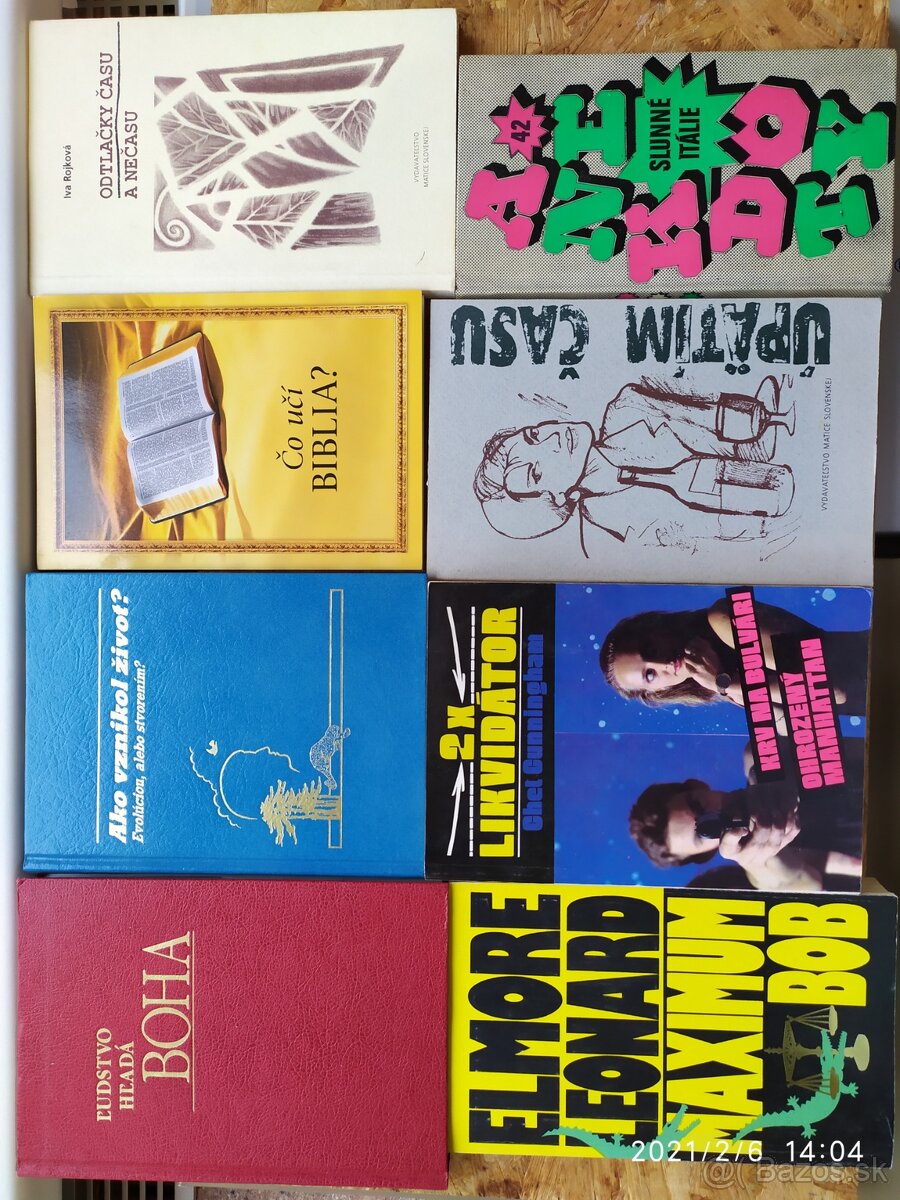 Iva Rojková
ODTLAČKY ČASU
A NEČASU
VYDAVATEĽSTVO
MATICE SLOVENSKEJ
ANEKDOTY
42
SLUNNÉ
ITÁLIE
Čo učí
BIBLIA?
ÚPÄTÍM ČASU
VYDAVATEĽSTVO MATICE SLOVENSKEJ
Ako vznikol život?
Evolúciou, alebo stvorením?
2x
LIKVIDÁTOR
Chet Cunningham
KRV NA BULVÁRI
OHROZENÝ
MANHATTAN
ĽUDSTVO
HĽADÁ
BOHA
ELMORE
LEONARD
MAXIMUM
BOB
2021/2/6 14:04
Bazos.sk